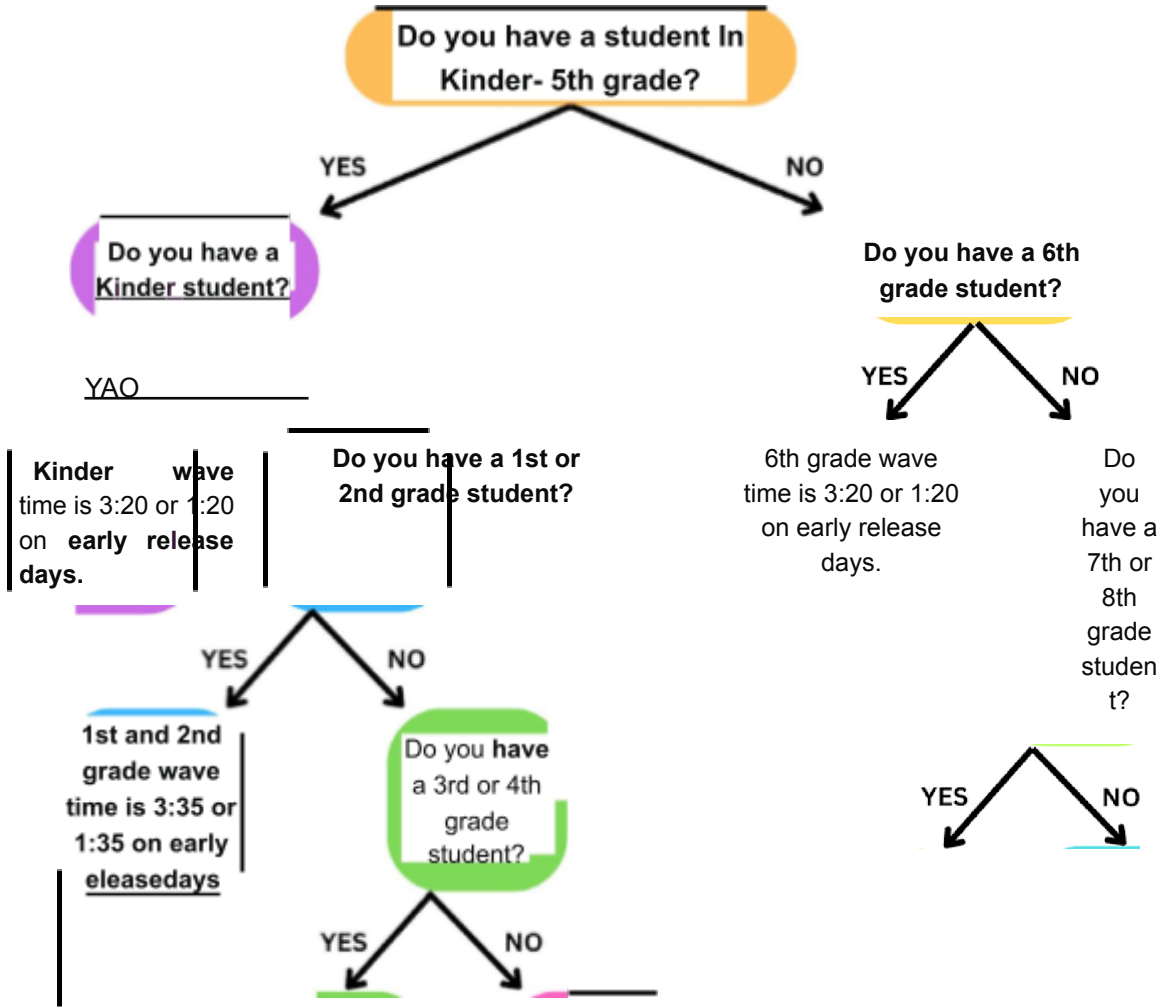 Do you have a student In
Kinder- 5th grade?
YES
NO
Do you have a
Kinder student?
Do you have a 6th
grade student?
YES
NO
YAO
Kinder wave
time is 3:20 or 1:20
on early release
days.
Do you have a 1st or
2nd grade student?
6th grade wave
time is 3:20 or 1:20
on early release
days.
Do
you
have a
7th or
8th
grade
studen
t?
YES
NO
1st and 2nd
grade wave
time is 3:35 or
1:35 on early
eleasedays
Do you have
a 3rd or 4th
grade
student?
YES
NO
YES
NO